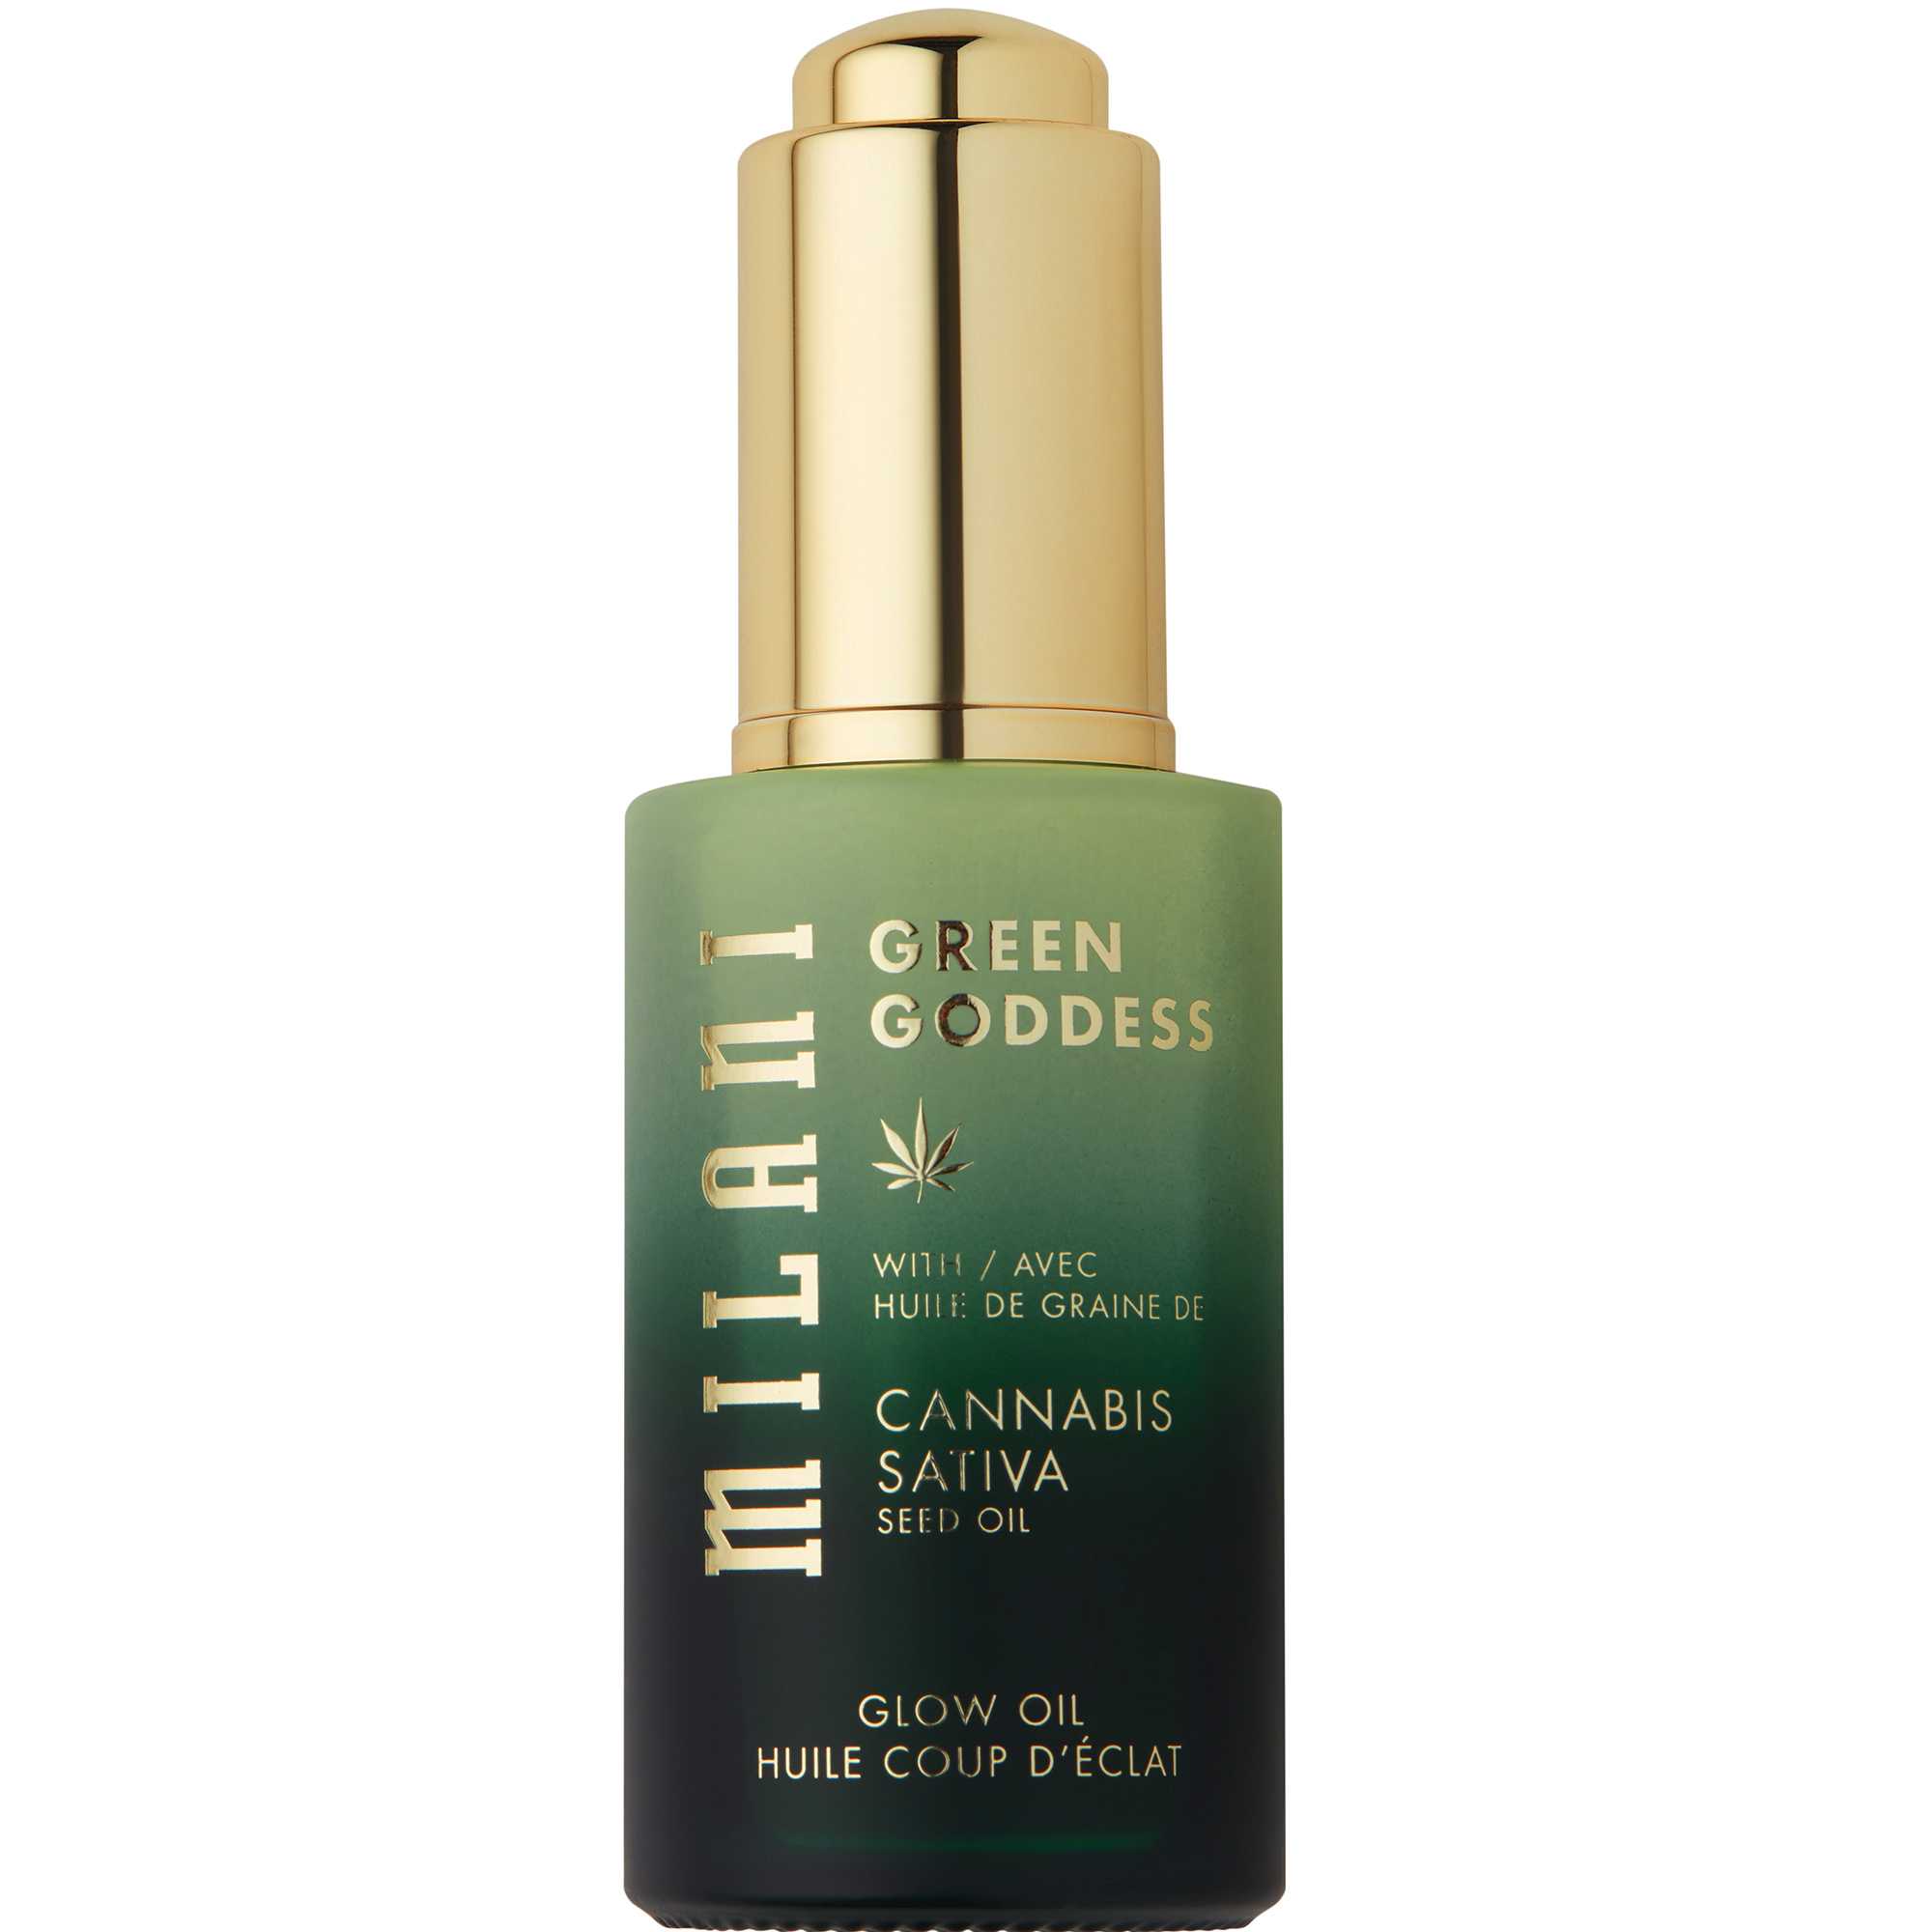 MILANI
GREEN
GODDESS
WITH / AVEC
HUILE DE GRAINE DE
CANNABIS
SATIVA
SEED OIL
GLOW OIL
HUILE COUP D'ÉCLAT